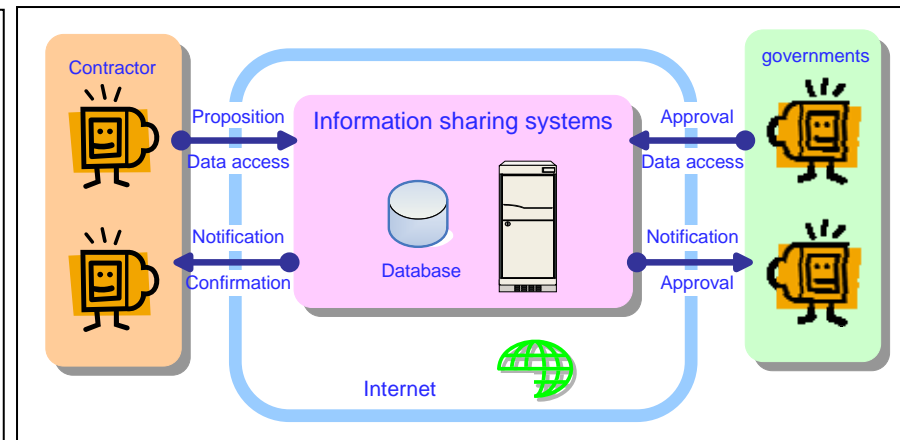 Contractor
governments
Proposition
Data access
Information sharing systems
Approval
Data access
Notification
Confirmation
Database
Notification
Approval
Internet